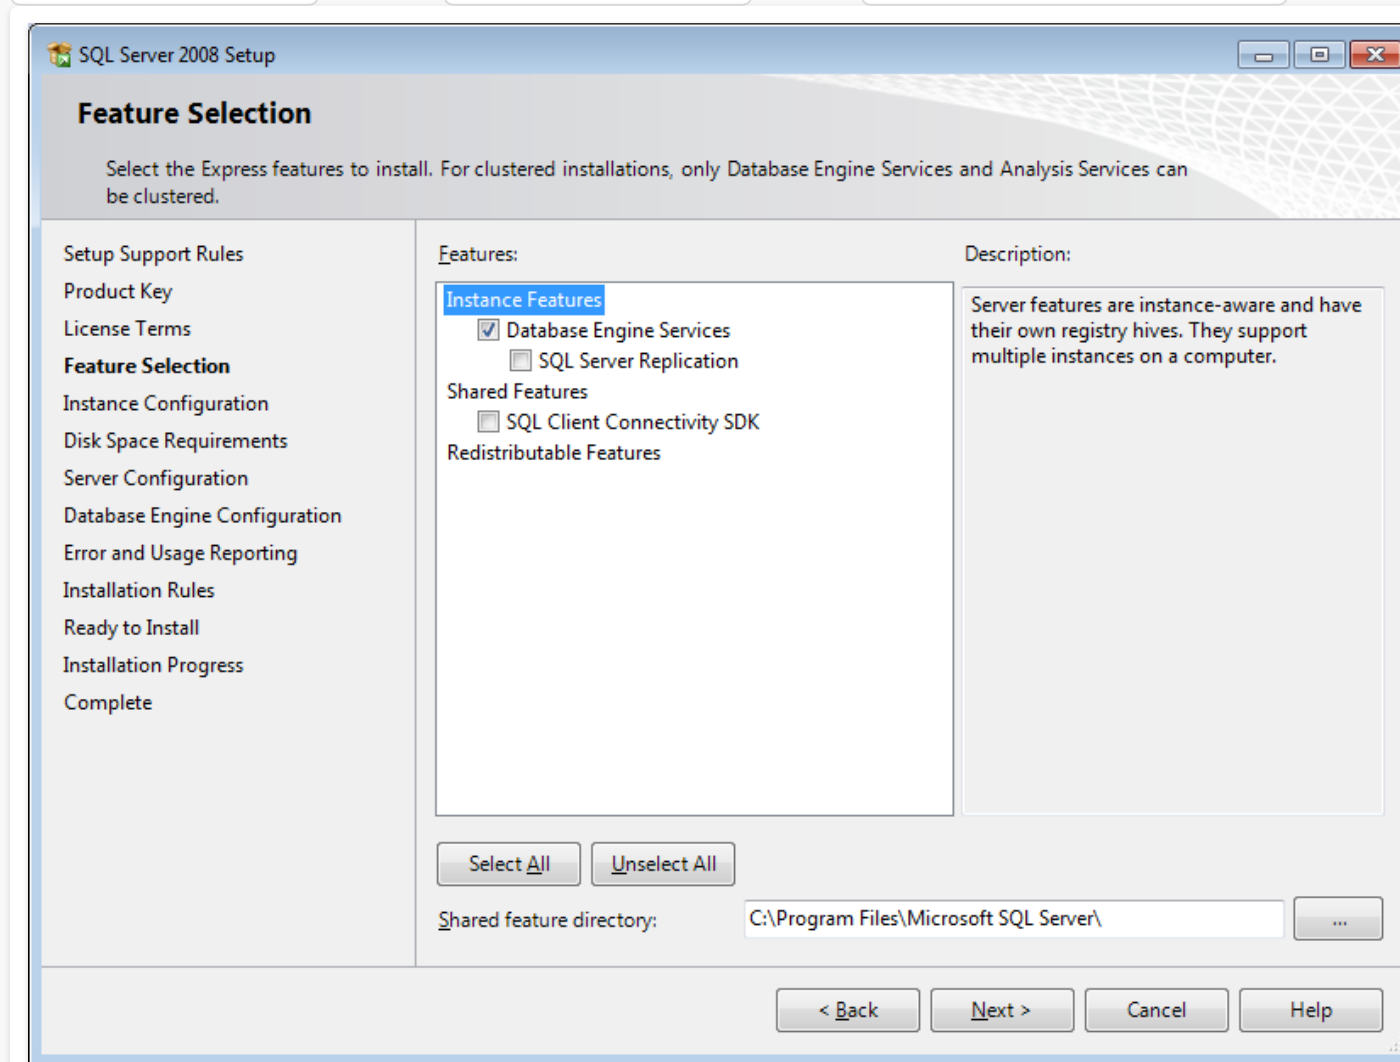 SQL Server 2008 Setup
Feature Selection
Select the Express features to install. For clustered installations, only Database Engine Services and Analysis Services can
be clustered.
Setup Support Rules
Product Key
License Terms
Feature Selection
Instance Configuration
Disk Space Requirements
Server Configuration
Database Engine Configuration
Error and Usage Reporting
Installation Rules
Ready to Install
Installation Progress
Complete
Features:
Instance Features
Database Engine Services
SQL Server Replication
Shared Features
SQL Client Connectivity SDK
Redistributable Features
Description:
Server features are instance-aware and have
their own registry hives. They support
multiple instances on a computer.
Select All
Unselect All
Shared feature directory:
C:\Program Files\Microsoft SQL Server\
...
< Back
Next >
Cancel
Help